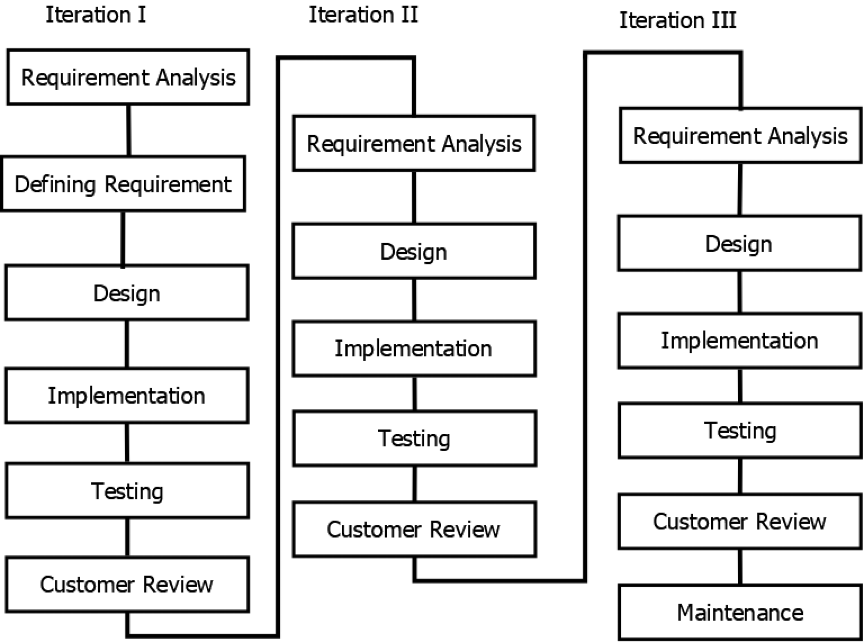 Iteration I
Requirement Analysis
Defining Requirement
Design
Implementation
Testing
Customer Review
Iteration II
Requirement Analysis
Design
Implementation
Testing
Customer Review
Iteration III
Requirement Analysis
Design
Implementation
Testing
Customer Review
Maintenance